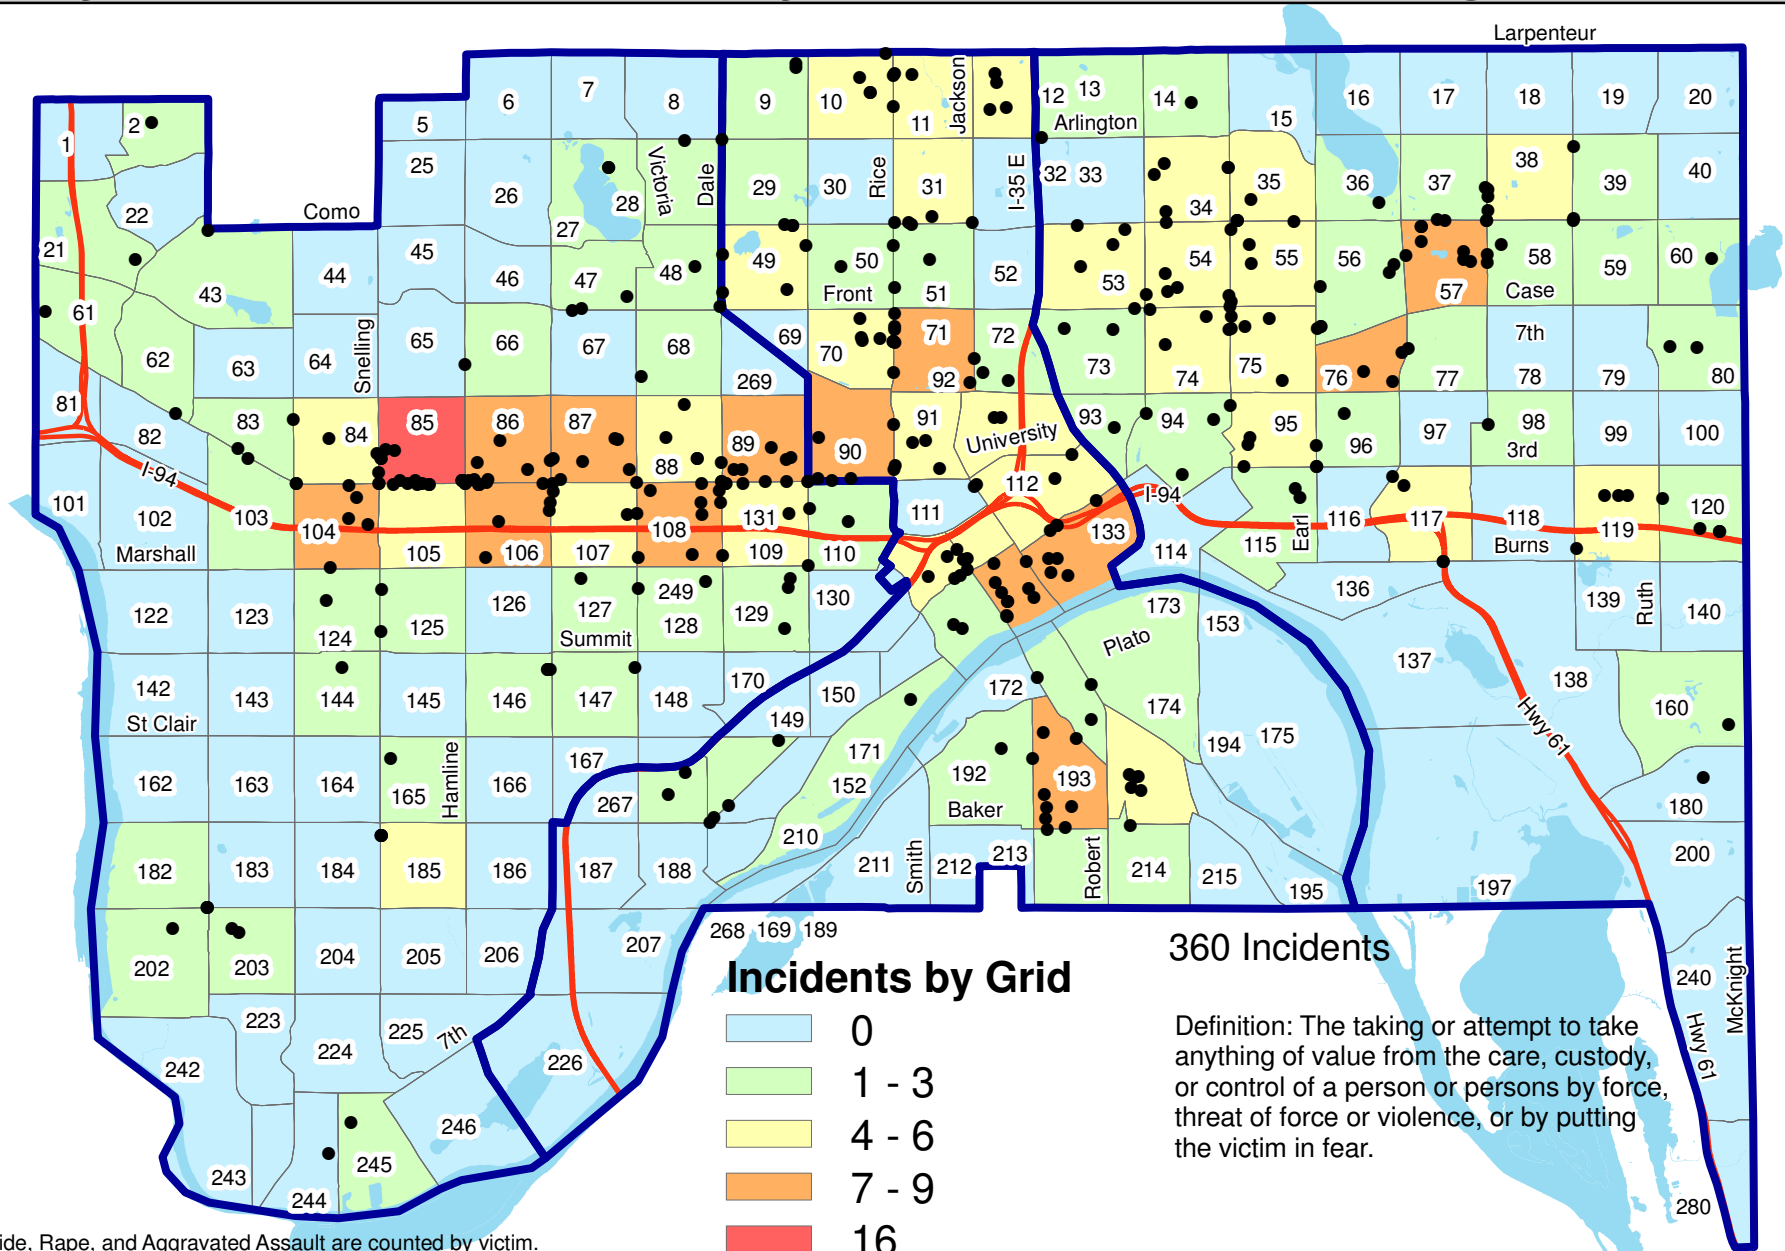 Larpenteur
1 2 5 6 7 8 9 10 11 Jackson 12 13 14 15 16 17 18 19 20
Arlington
21 22 Como 25 26 27 28 Victoria Dale 29 30 Rice 31 I-35 E 32 33 34 35 36 37 38 39 40
43 44 45 46 47 48 49 50 51 52 53 54 55 56 57 58 59 60
Front Case
61 62 63 64 Snelling 65 66 67 68 69 70 71 72 73 74 75 76 77 7th 78 79 80
269 92
81 82 83 84 85 86 87 88 89 90 91 University 93 94 95 96 97 98 99 100
3rd
I-94
101 102 103 104 105 106 107 108 131 109 110 111 112 133 I-94 114 115 Earl 116 117 118 119 120
Marshall Burns
122 123 124 125 126 127 249 128 129 130 173 153 136 139 Ruth 140
Summit Plato
142 143 144 145 146 147 148 170 150 149 172 174 137 138 160
St Clair
Hwy 61
162 163 164 165 Hamline 166 167 267 171 152 192 193 194 175 180
Baker
182 183 184 185 186 187 188 210 211 Smith 212 213 Robert 214 215 195 197 200
202 203 204 205 206 207 268 169 189
223 224 225 7th 226 240 McKnight
242 243 244 245 246 Hwy 61 280
360 Incidents
Incidents by Grid
0
1 - 3
4 - 6
7 - 9
16
Definition: The taking or attempt to take
anything of value from the care, custody,
or control of a person or persons by force,
threat of force or violence, or by putting
the victim in fear.
ide, Rape, and Aggravated Assault are counted by victim.